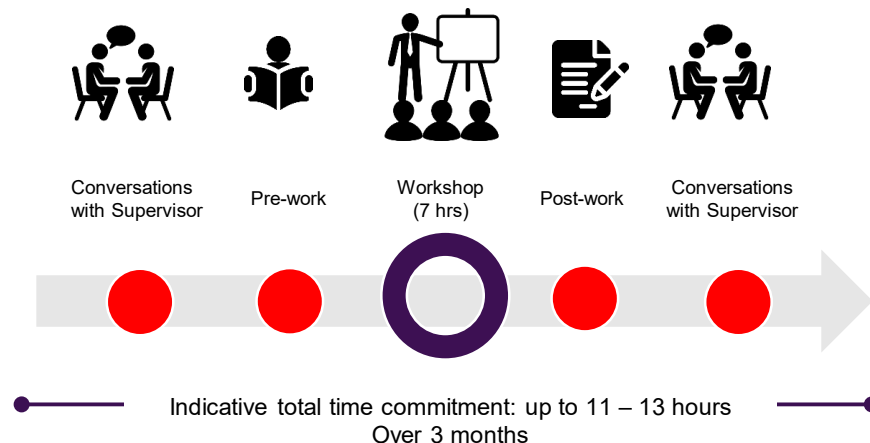 Conversations
with Supervisor
Pre-work
Workshop
(7 hrs)
Post-work
Conversations
with Supervisor
Indicative total time commitment: up to 11 – 13 hours
Over 3 months